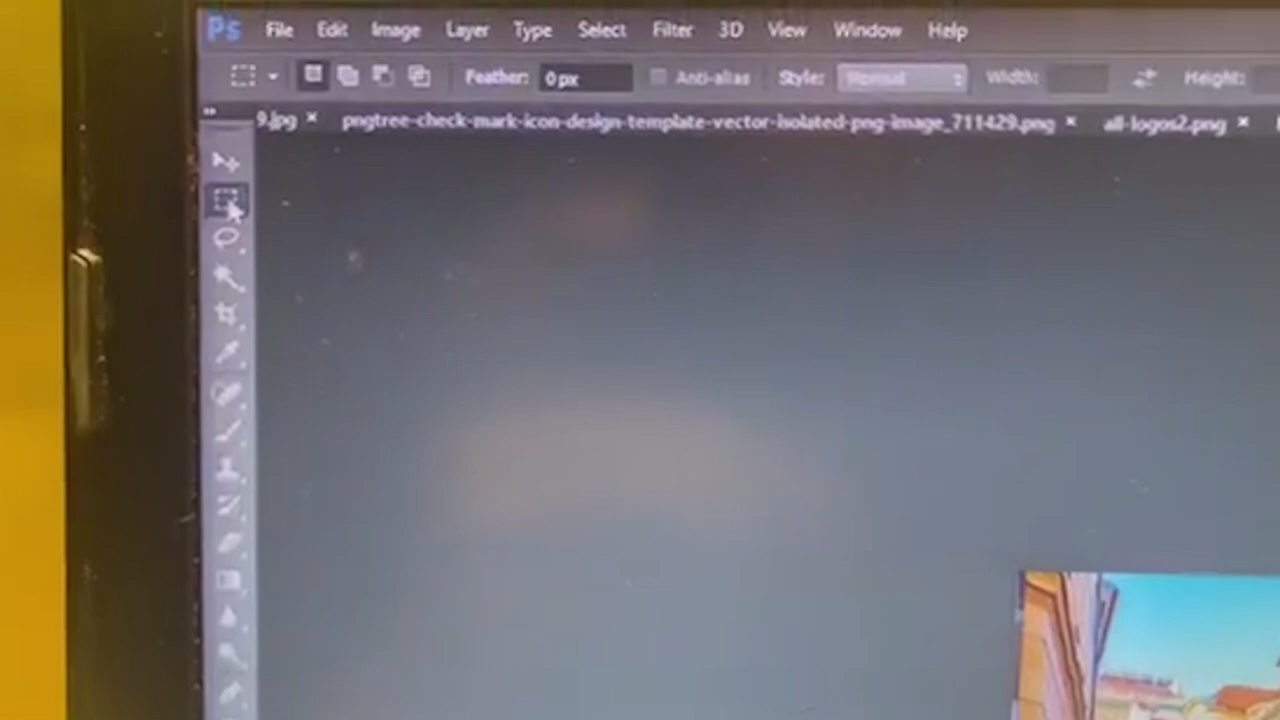 Ps File Edit Image Layer Type Select Filter 3D View Window Help
Feather: 0 px Anti-alias Style: Normal Width: Height:
9.jpg × pngtree-check-mark-icon-design-template-vector-isolated-png-image_711429.png × all-logos2.png ×